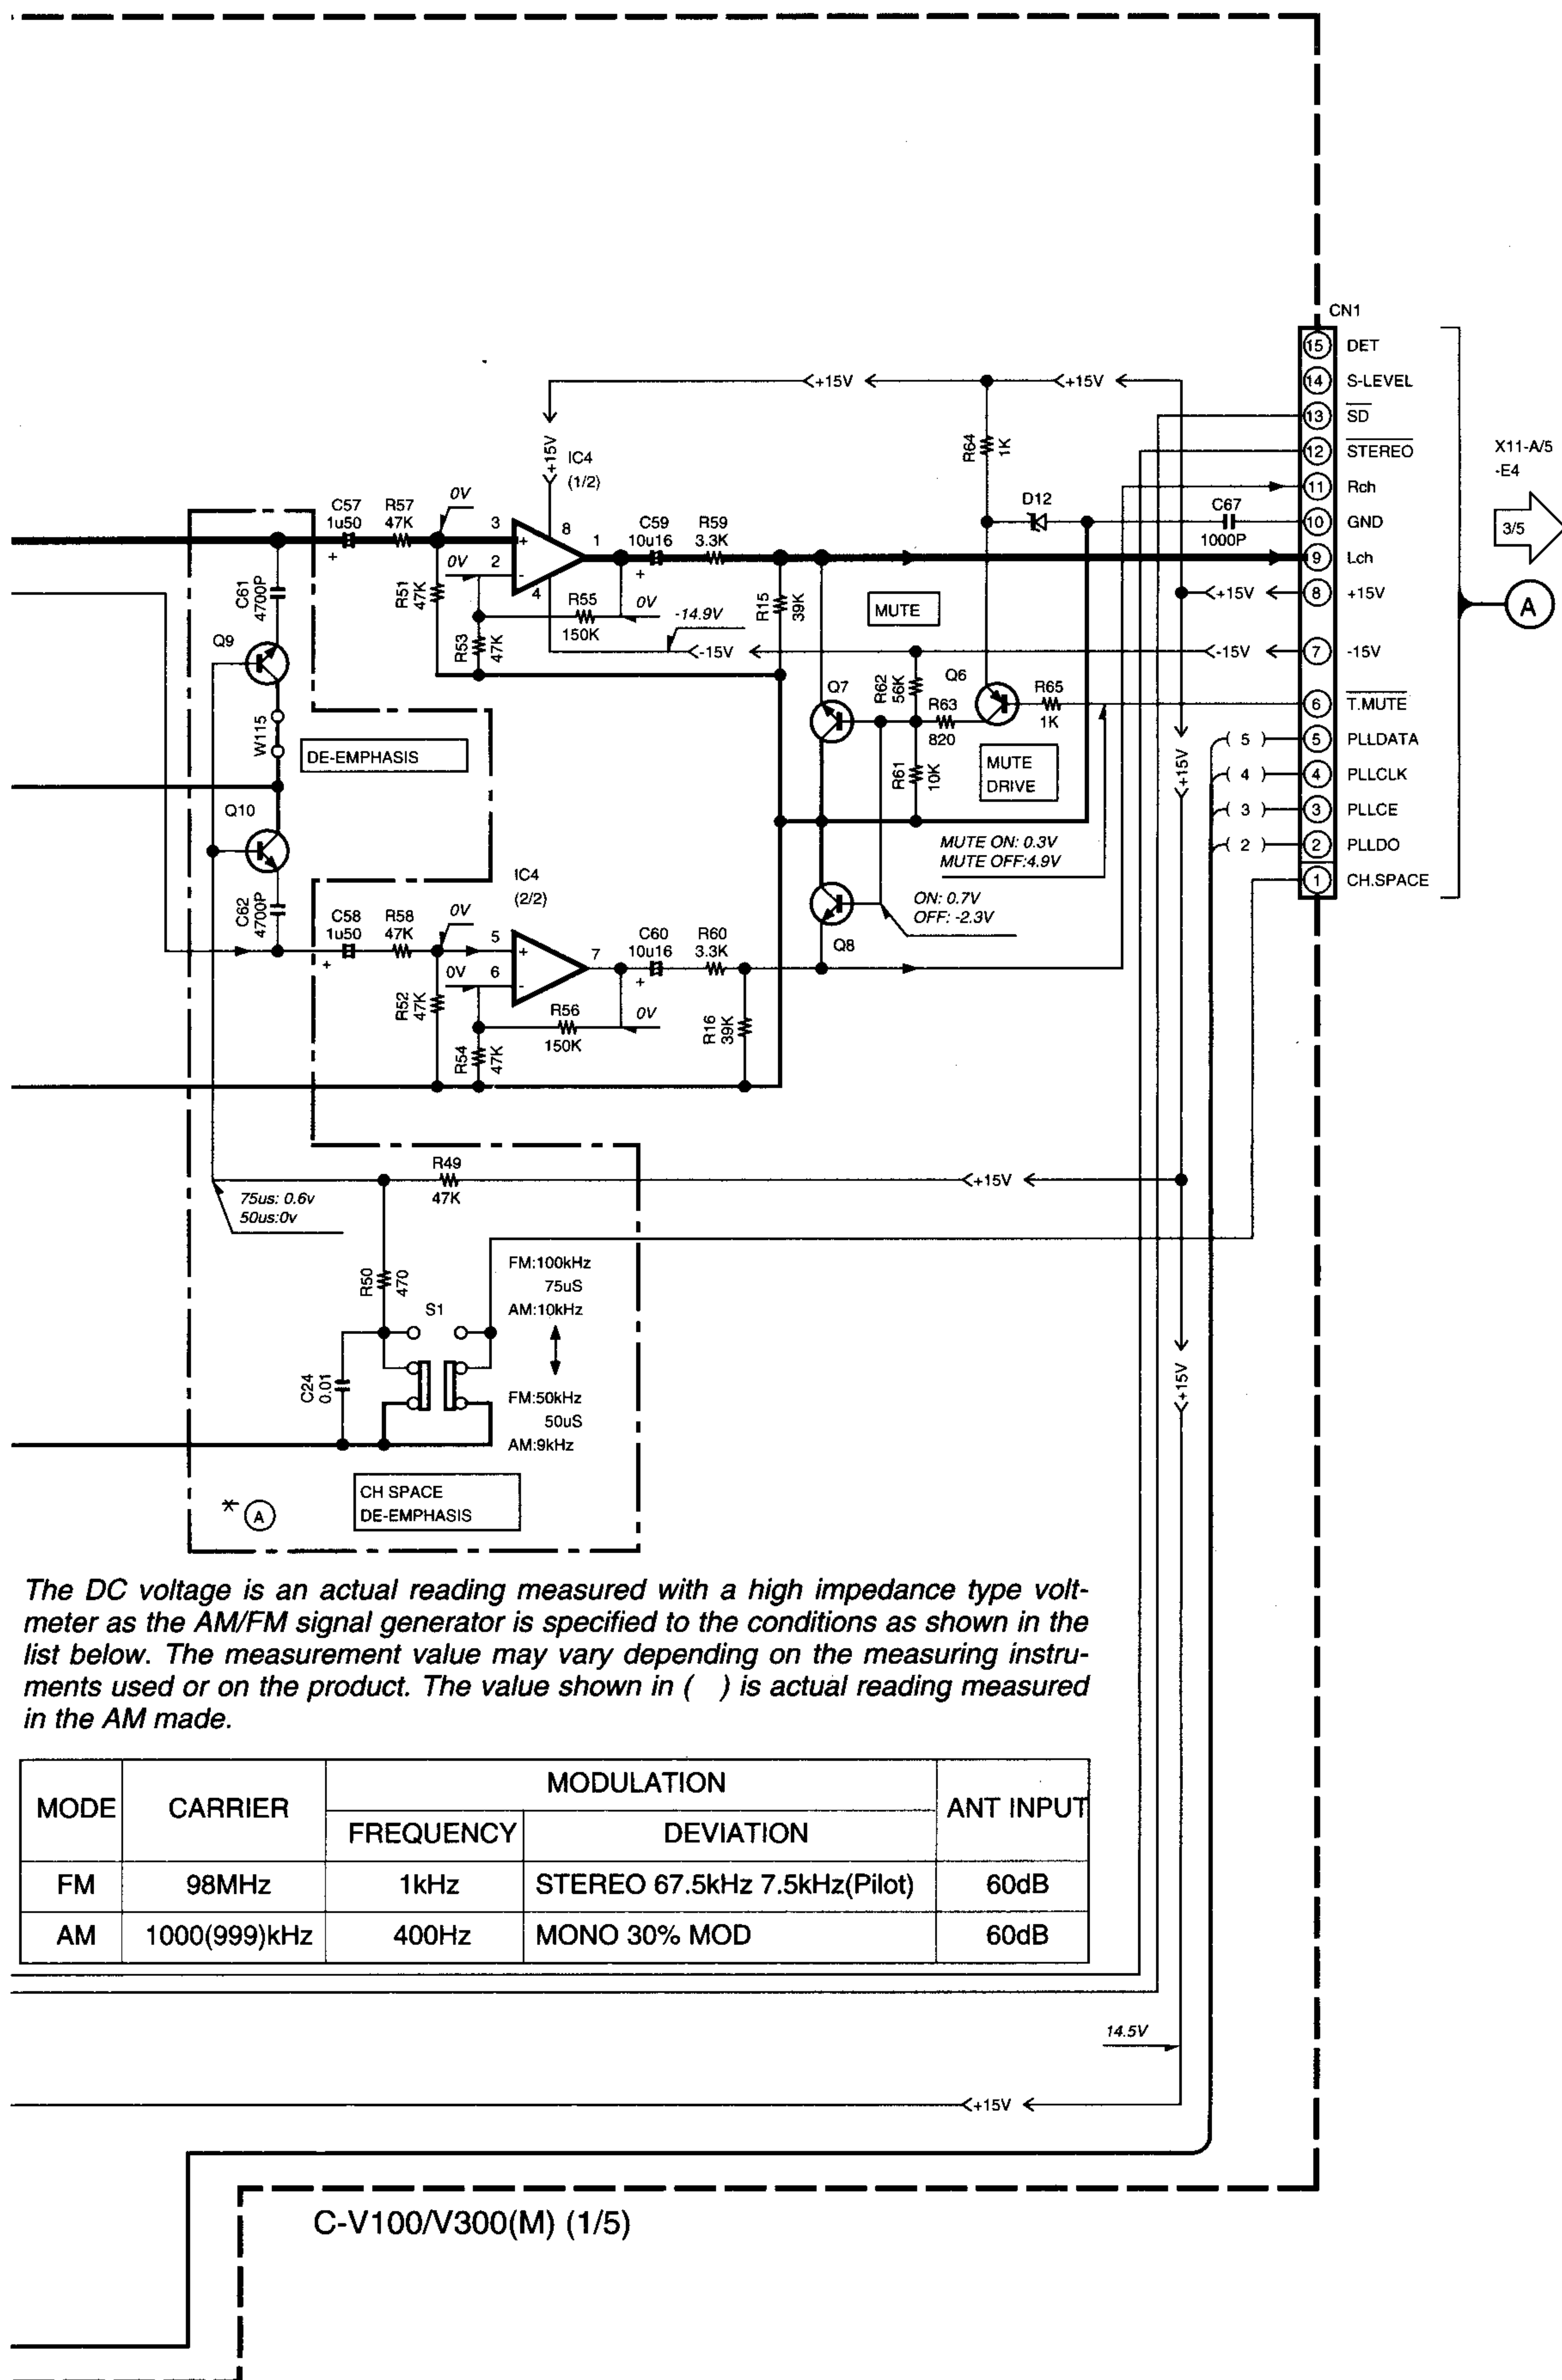 CN1
15 DET
14 S-LEVEL
13 SD
12 STEREO
11 Rch
10 GND
9 Lch
8 +15V
7 -15V
6 T.MUTE
5 PLLDATA
4 PLLCLK
3 PLLCE
2 PLLDO
1 CH.SPACE
( 5 )
( 4 )
( 3 )
( 2 )
X11-A/5
-E4
3/5
A
+15V
+15V
+15V
IC4
(1/2)
R64
1K
D12
C67
1000P
C57
1u50
+
R57
47K
0V
3
8
1
2
4
+
-
0V
C59
10u16
+
R59
3.3K
C61
4700P
R51
47K
R55
150K
0V
-14.9V
R53
47K
R15
39K
MUTE
+15V
-15V
-15V
Q9
Q7
R62
56K
Q6
R65
1K
R63
820
W115
DE-EMPHASIS
R61
10K
MUTE
DRIVE
+15V
Q10
MUTE ON: 0.3V
MUTE OFF:4.9V
ON: 0.7V
OFF: -2.3V
C62
4700P
IC4
(2/2)
C58
1u50
+
R58
47K
0V
5
7
6
+
-
0V
C60
10u16
+
R60
3.3K
Q8
R52
47K
R56
150K
0V
R54
47K
R16
39K
R49
47K
+15V
75us: 0.6v
50us:0v
R50
470
FM:100kHz
75uS
AM:10kHz
S1
C24
0.01
FM:50kHz
50uS
AM:9kHz
+15V
* A
CH SPACE
DE-EMPHASIS
The DC voltage is an actual reading measured with a high impedance type volt-
meter as the AM/FM signal generator is specified to the conditions as shown in the
list below. The measurement value may vary depending on the measuring instru-
ments used or on the product. The value shown in ( ) is actual reading measured
in the AM made.
MODE CARRIER MODULATION ANT INPUT
FREQUENCY DEVIATION
FM 98MHz 1kHz STEREO 67.5kHz 7.5kHz(Pilot) 60dB
AM 1000(999)kHz 400Hz MONO 30% MOD 60dB
14.5V
+15V
C-V100/V300(M) (1/5)